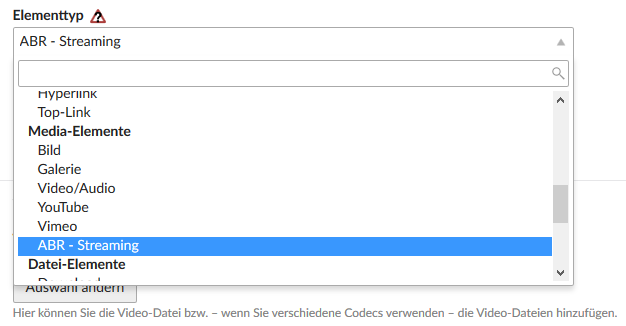 Elementtyp
ABR - Streaming
Hyperlink
Top-Link
Media-Elemente
Bild
Galerie
Video/Audio
YouTube
Vimeo
ABR - Streaming
Datei-Elemente
Auswahl ändern
Hier können Sie die Video-Datei bzw. – wenn Sie verschiedene Codecs verwenden – die Video-Dateien hinzufügen.